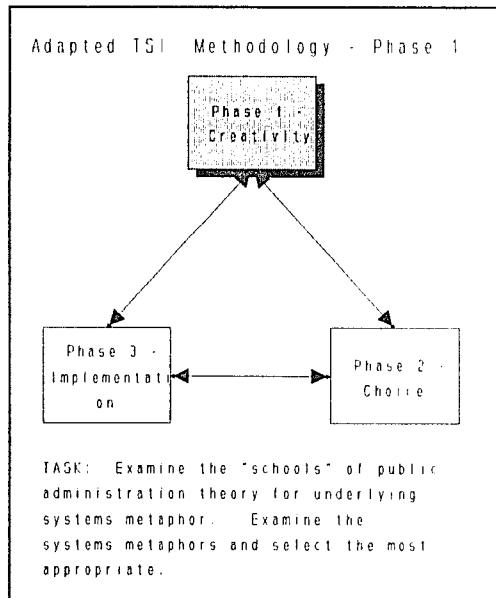 Adapted TSI Methodology - Phase 1
Phase 1 -
Creativity
Phase 3 -
Implementati
on
Phase 2 -
Choice
TASK: Examine the "schools" of public
administration theory for underlying
systems metaphor. Examine the
systems metaphors and select the most
appropriate.